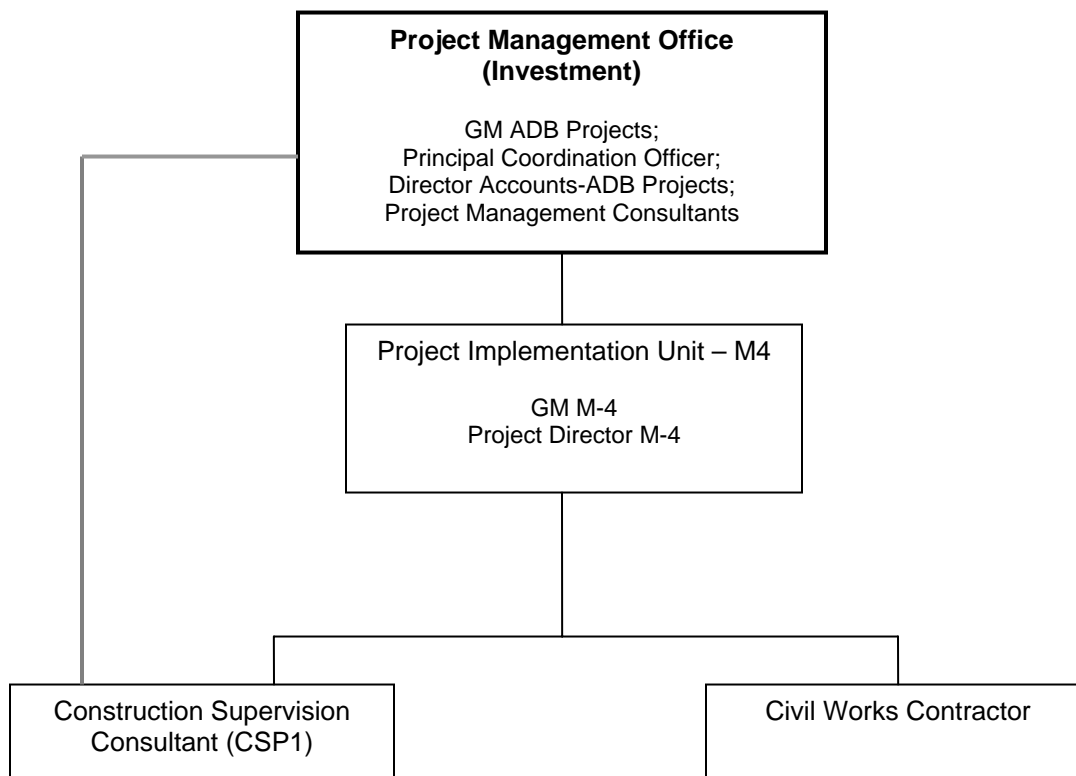 Project Management Office
(Investment)
GM ADB Projects;
Principal Coordination Officer;
Director Accounts-ADB Projects;
Project Management Consultants
Project Implementation Unit – M4
GM M-4
Project Director M-4
Construction Supervision
Consultant (CSP1)
Civil Works Contractor